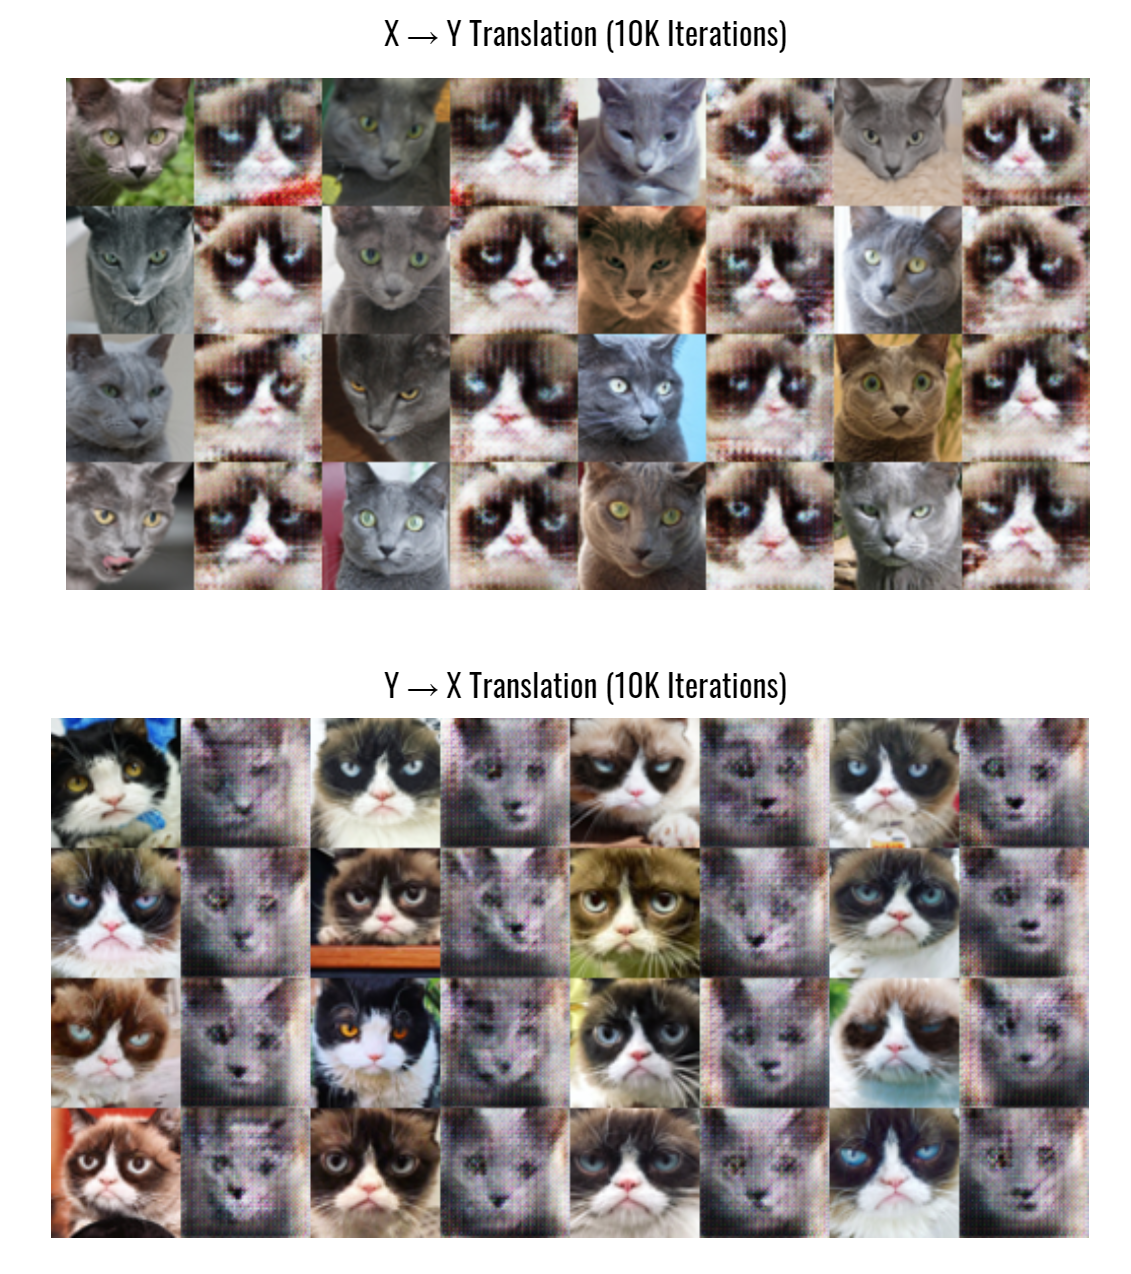 X → Y Translation (10K Iterations)
Y → X Translation (10K Iterations)